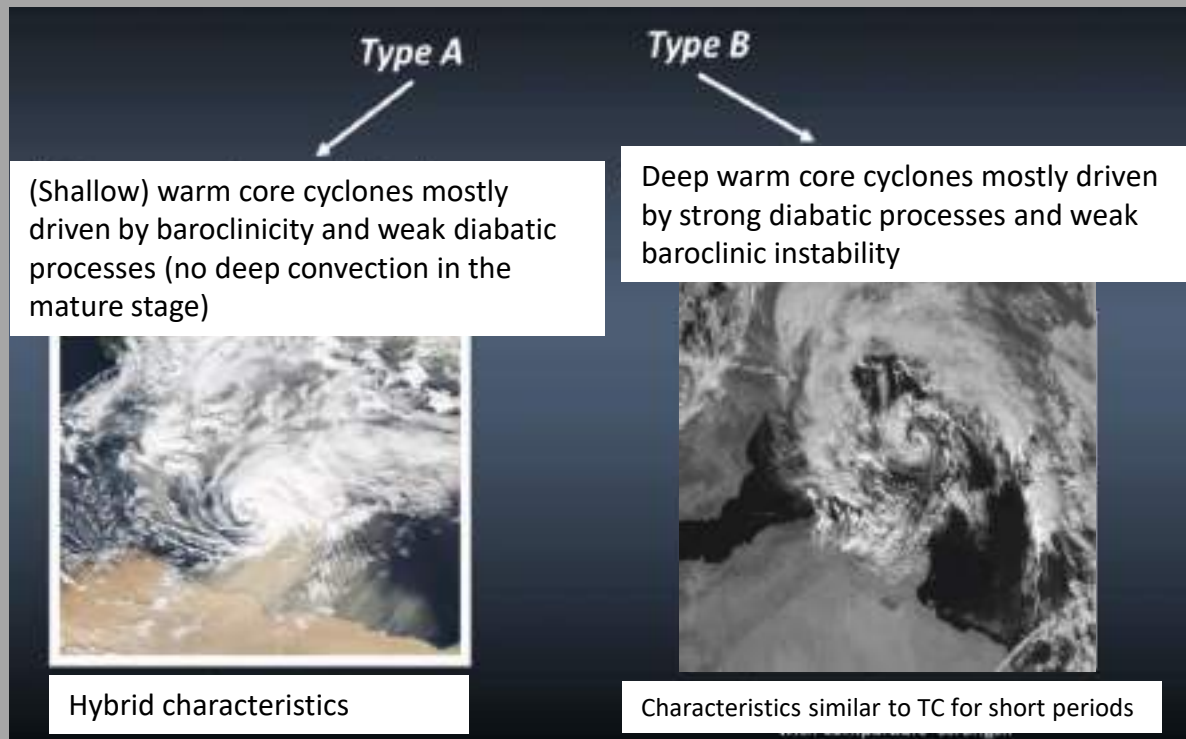 Type A
Type B
(Shallow) warm core cyclones mostly
driven by baroclinicity and weak diabatic
processes (no deep convection in the
mature stage)
Deep warm core cyclones mostly driven
by strong diabatic processes and weak
baroclinic instability
Hybrid characteristics
Characteristics similar to TC for short periods